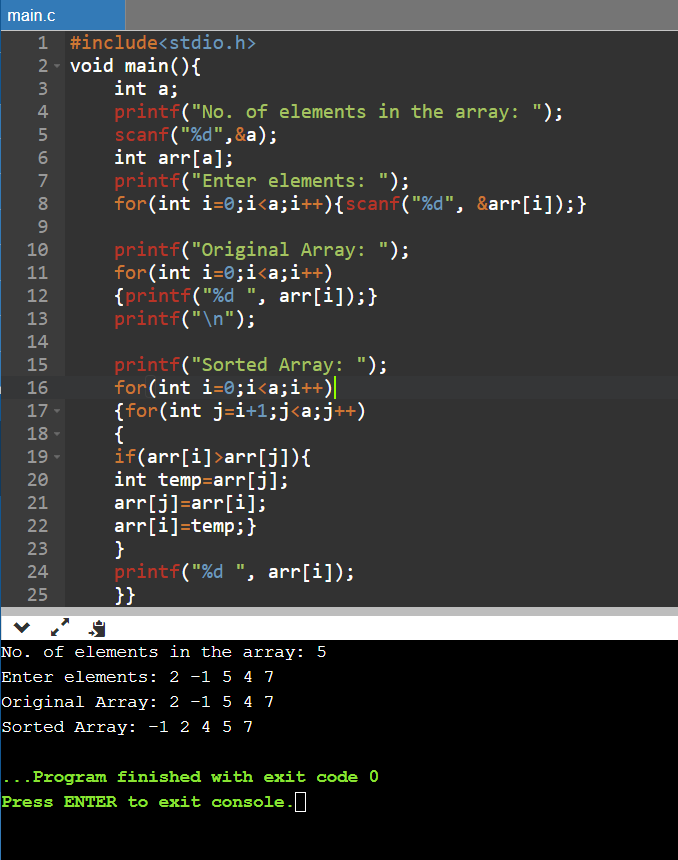 main.c
1 #include<stdio.h>
2 void main(){
3     int a;
4     printf("No. of elements in the array: ");
5     scanf("%d",&a);
6     int arr[a];
7     printf("Enter elements: ");
8     for(int i=0;i<a;i++){scanf("%d", &arr[i]);}
9
10     printf("Original Array: ");
11     for(int i=0;i<a;i++)
12     {printf("%d ", arr[i]);}
13     printf("\n");
14
15     printf("Sorted Array: ");
16     for(int i=0;i<a;i++)
17     {for(int j=i+1;j<a;j++)
18     {
19     if(arr[i]>arr[j]){
20     int temp=arr[j];
21     arr[j]=arr[i];
22     arr[i]=temp;}
23     }
24     printf("%d ", arr[i]);
25     }}
No. of elements in the array: 5
Enter elements: 2 -1 5 4 7
Original Array: 2 -1 5 4 7
Sorted Array: -1 2 4 5 7

...Program finished with exit code 0
Press ENTER to exit console.